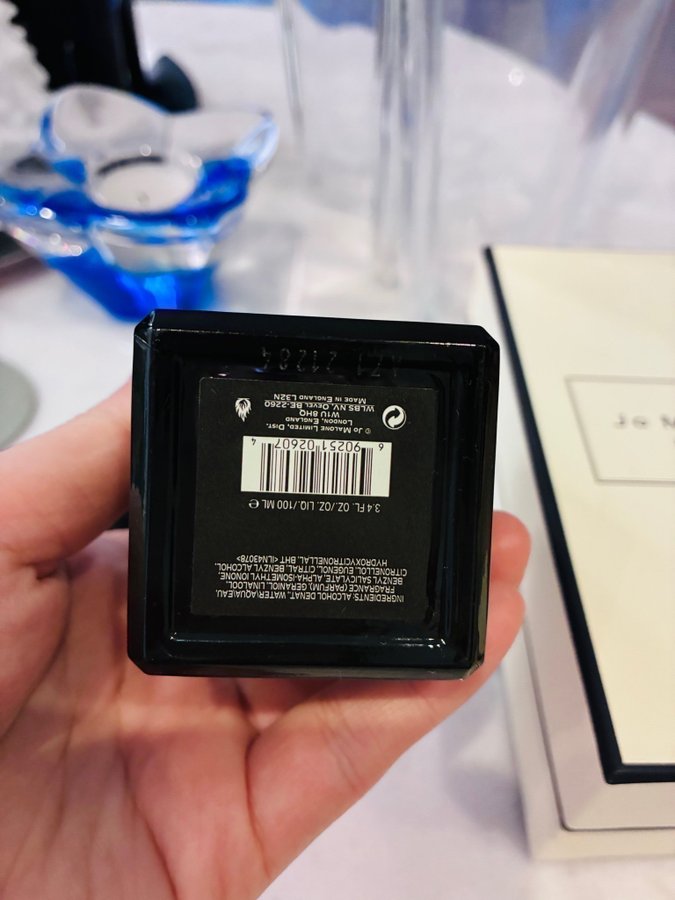 INGREDIENTS: ALCOHOL DENAT., WATER/AQUA/EAU,
FRAGRANCE (PARFUM), GERANIOL, LINALOOL,
BENZYL SALICYLATE, ALPHA-ISOMETHYL IONONE,
CITRONELLOL, EUGENOL, CITRAL, BENZYL ALCOHOL,
HYDROXYCITRONELLAL, BHT <ILN43078>
3.4 FL. OZ./OZ. LIQ./100 ML ℮
6 90251 02607 4
© JO MALONE LIMITED, DIST.
LONDON, ENGLAND
W1U 8HQ
WLBS.NV, OEVEL BE-2260
MADE IN ENGLAND L32N
Jo